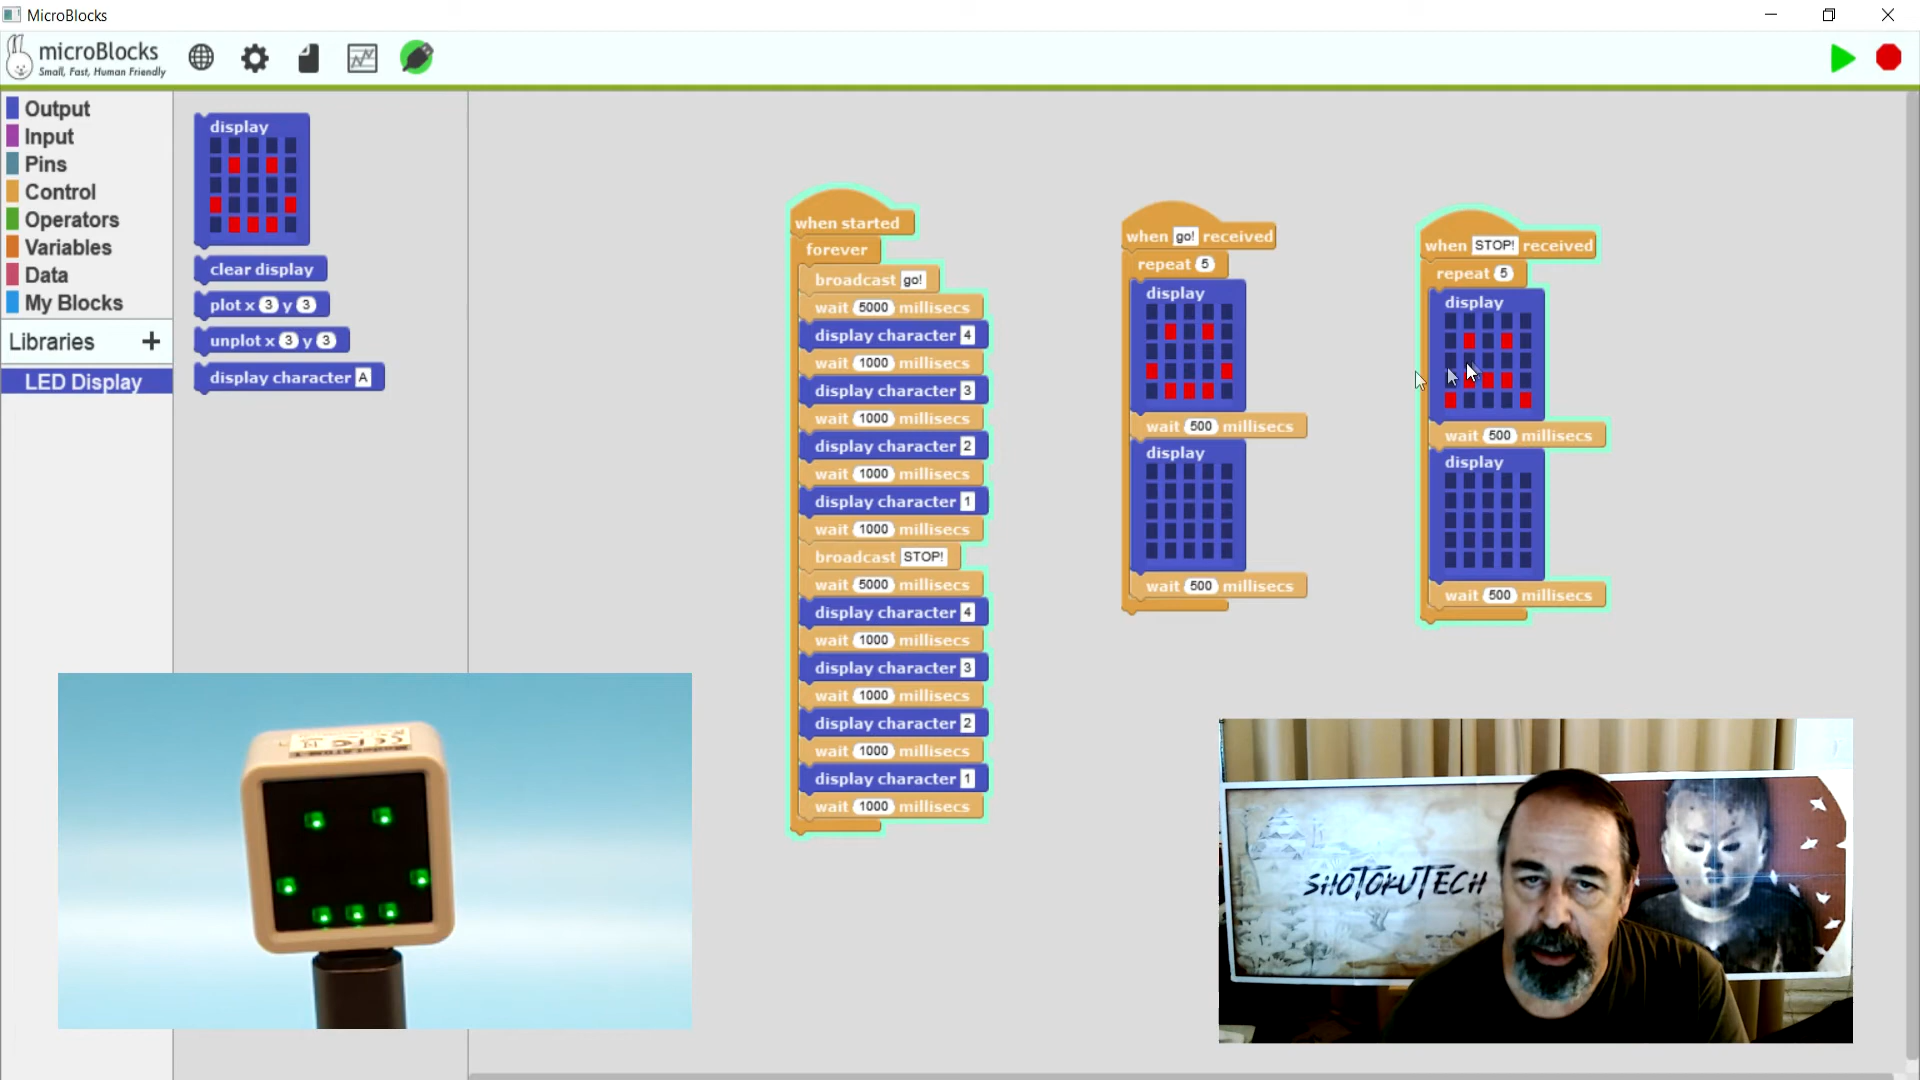 MicroBlocks
microBlocks
Small, Fast, Human Friendly
Output
Input
Pins
Control
Operators
Variables
Data
My Blocks
Libraries +
LED Display
display
clear display
plot x 3 y 3
unplot x 3 y 3
display character A
when started
forever
broadcast go!
wait 5000 millisecs
display character 4
wait 1000 millisecs
display character 3
wait 1000 millisecs
display character 2
wait 1000 millisecs
display character 1
wait 1000 millisecs
broadcast STOP!
wait 5000 millisecs
display character 4
wait 1000 millisecs
display character 3
wait 1000 millisecs
display character 2
wait 1000 millisecs
display character 1
wait 1000 millisecs
when go! received
repeat 5
display
wait 500 millisecs
display
wait 500 millisecs
when STOP! received
repeat 5
display
wait 500 millisecs
display
wait 500 millisecs
SHOTOKUTECH